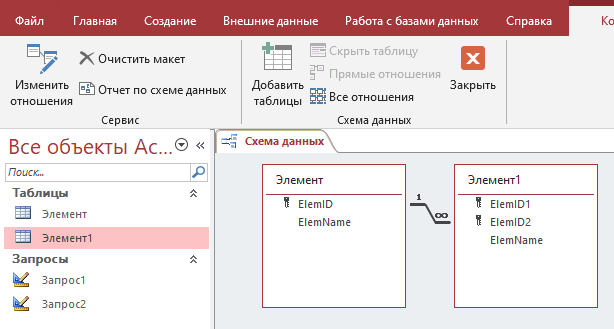 Файл Главная Создание Внешние данные Работа с базами данных Справка Ко
Изменить отношения
Очистить макет
Отчет по схеме данных
Сервис
Добавить таблицы
Скрыть таблицу
Прямые отношения
Все отношения
Закрыть
Схема данных
Все объекты Ac...
Поиск...
Таблицы
Элемент
Элемент1
Запросы
Запрос1
Запрос2
Схема данных
Элемент
ElemID
ElemName
1
∞
Элемент1
ElemID1
ElemID2
ElemName